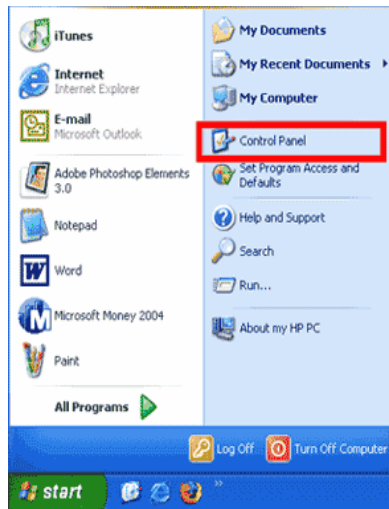 iTunes
Internet
Internet Explorer
E-mail
Microsoft Outlook
Adobe Photoshop Elements
3.0
Notepad
Word
Microsoft Money 2004
Paint
All Programs
My Documents
My Recent Documents
My Computer
Control Panel
Set Program Access and
Defaults
Help and Support
Search
Run...
About my HP PC
Log Off
Turn Off Computer
start